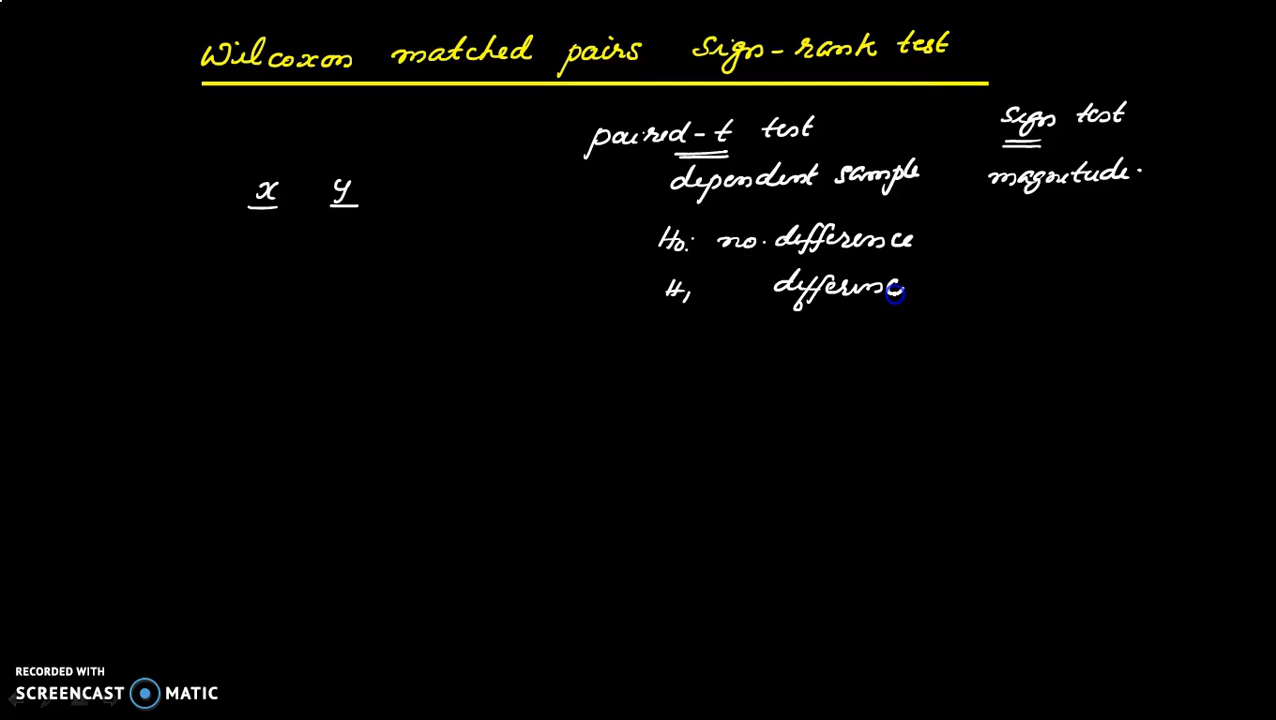 Wilcoxon matched pairs Sign-rank test
paired-t test
dependent sample
sign test
magnitude.
x y
H0: no. difference
H1 difference
RECORDED WITH
SCREENCAST MATIC